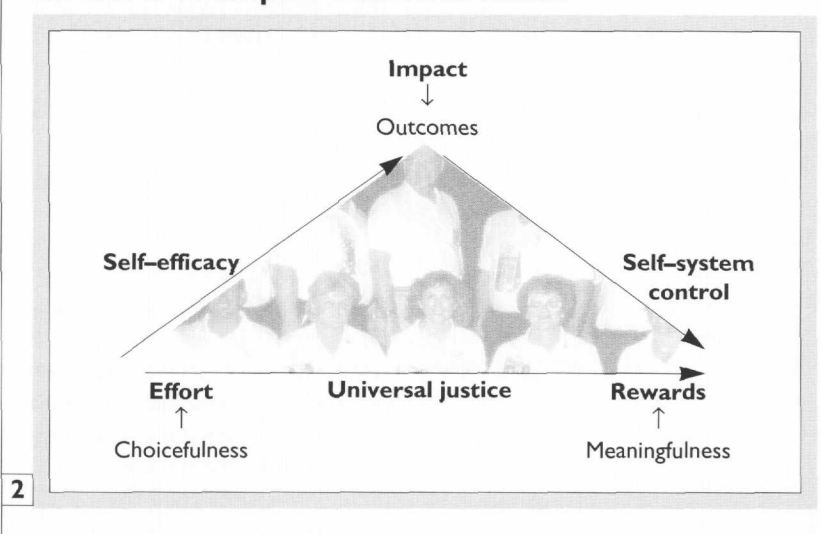 Impact
↓
Outcomes
Self–efficacy
Self–system
control
Effort
Universal justice
Rewards
↑
↑
Choicefulness
Meaningfulness
2